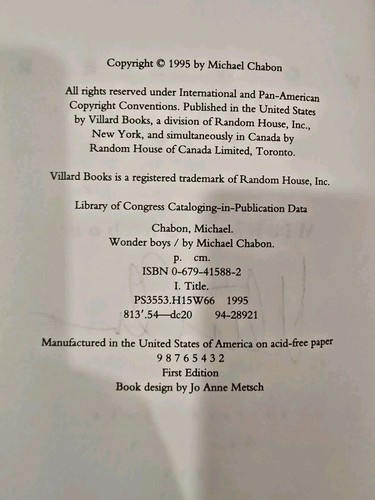 Copyright © 1995 by Michael Chabon
All rights reserved under International and Pan-American
Copyright Conventions. Published in the United States
by Villard Books, a division of Random House, Inc.,
New York, and simultaneously in Canada by
Random House of Canada Limited, Toronto.
Villard Books is a registered trademark of Random House, Inc.
Library of Congress Cataloging-in-Publication Data
Chabon, Michael.
Wonder boys / by Michael Chabon.
p. cm.
ISBN 0-679-41588-2
I. Title.
PS3553.H15W66 1995
813'.54—dc20 94-28921
Manufactured in the United States of America on acid-free paper
9 8 7 6 5 4 3 2
First Edition
Book design by Jo Anne Metsch